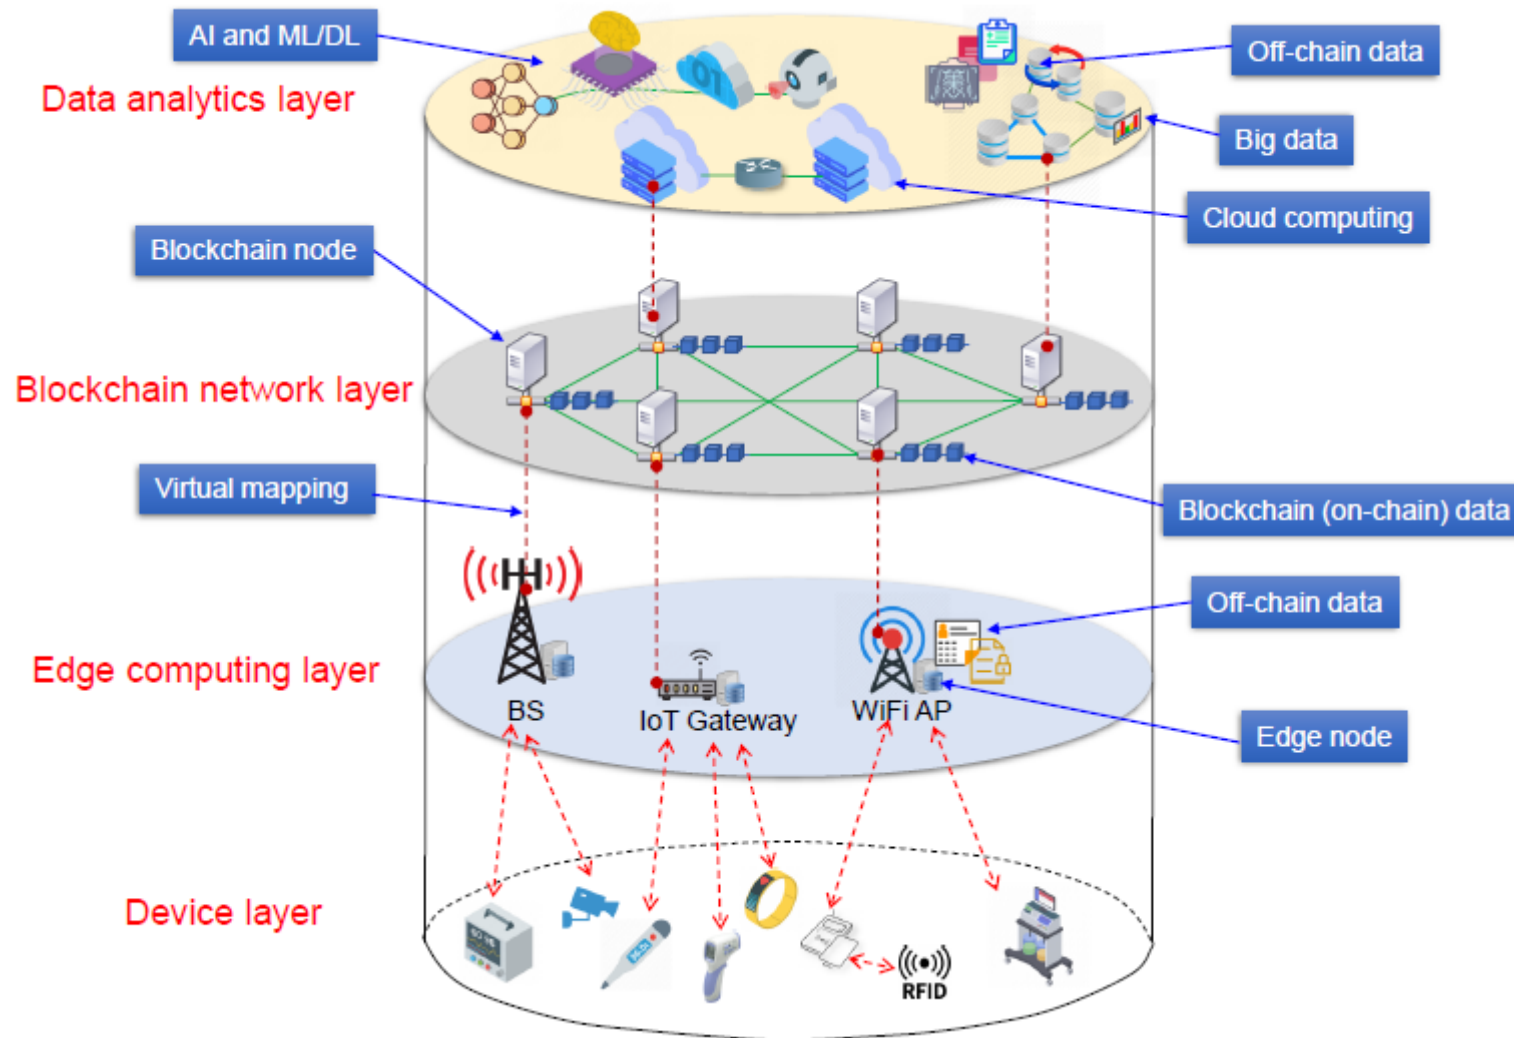 AI and ML/DL
Off-chain data
Data analytics layer
01
Big data
Cloud computing
Blockchain node
Blockchain network layer
Virtual mapping
Blockchain (on-chain) data
Off-chain data
Edge computing layer
BS
IoT Gateway
WiFi AP
Edge node
Device layer
RFID